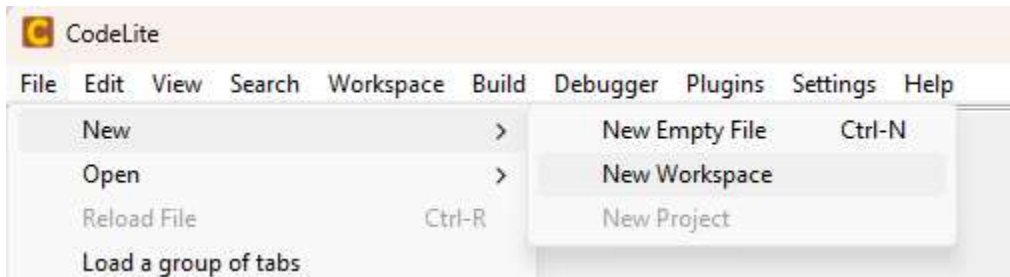 CodeLite
File Edit View Search Workspace Build Debugger Plugins Settings Help
New > New Empty File Ctrl-N
Open > New Workspace
Reload File Ctrl-R New Project
Load a group of tabs